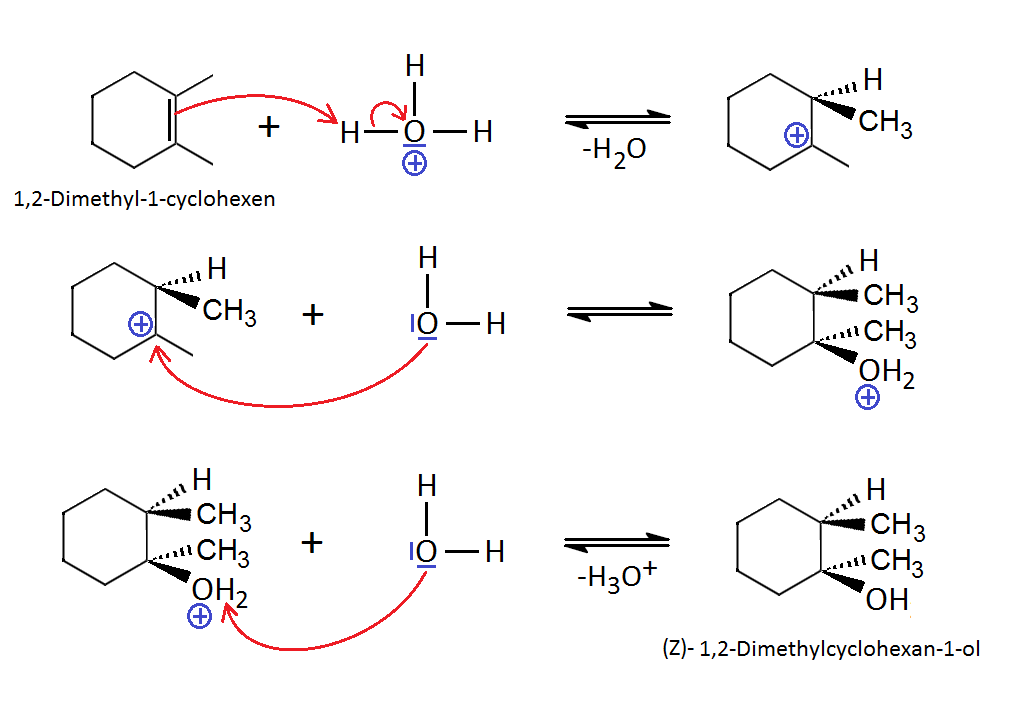 H
+ H O H -H₂O H CH₃
⊕ ⊕
1,2-Dimethyl-1-cyclohexen
H CH₃ + H O H H CH₃
⊕ CH₃
OH₂
⊕
H CH₃ + H O H H CH₃
CH₃ -H₃O⁺ CH₃
OH₂ OH
⊕
(Z)- 1,2-Dimethylcyclohexan-1-ol